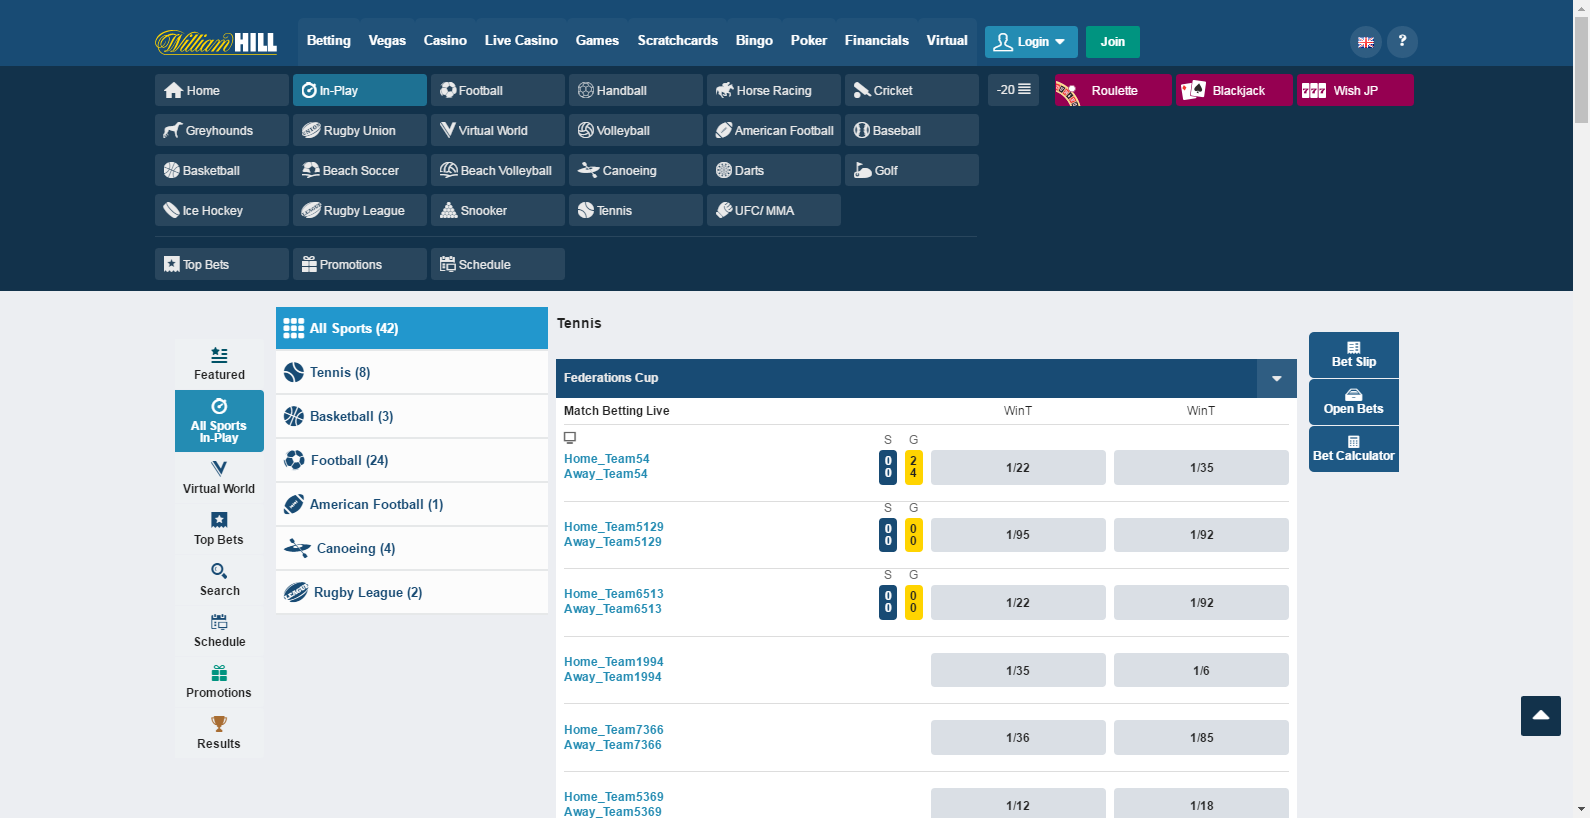 William HILL
Betting Vegas Casino Live Casino Games Scratchcards Bingo Poker Financials Virtual
Login Join ?
Home In-Play Football Handball Horse Racing Cricket -20 Roulette Blackjack 777 Wish JP
Greyhounds Rugby Union Virtual World Volleyball American Football Baseball
Basketball Beach Soccer Beach Volleyball Canoeing Darts Golf
Ice Hockey Rugby League Snooker Tennis UFC/ MMA
Top Bets Promotions Schedule
Featured
All Sports
In-Play
Virtual World
Top Bets
Search
Schedule
Promotions
Results
All Sports (42)
Tennis (8)
Basketball (3)
Football (24)
American Football (1)
Canoeing (4)
Rugby League (2)
Tennis
Federations Cup
Match Betting Live WinT WinT
S G
Home_Team54 0 2 1/22 1/35
Away_Team54 0 4
S G
Home_Team5129 0 0 1/95 1/92
Away_Team5129 0 0
S G
Home_Team6513 0 0 1/22 1/92
Away_Team6513 0 0
Home_Team1994 1/35 1/6
Away_Team1994
Home_Team7366 1/36 1/85
Away_Team7366
Home_Team5369 1/12 1/18
Away_Team5369
Bet Slip
Open Bets
Bet Calculator